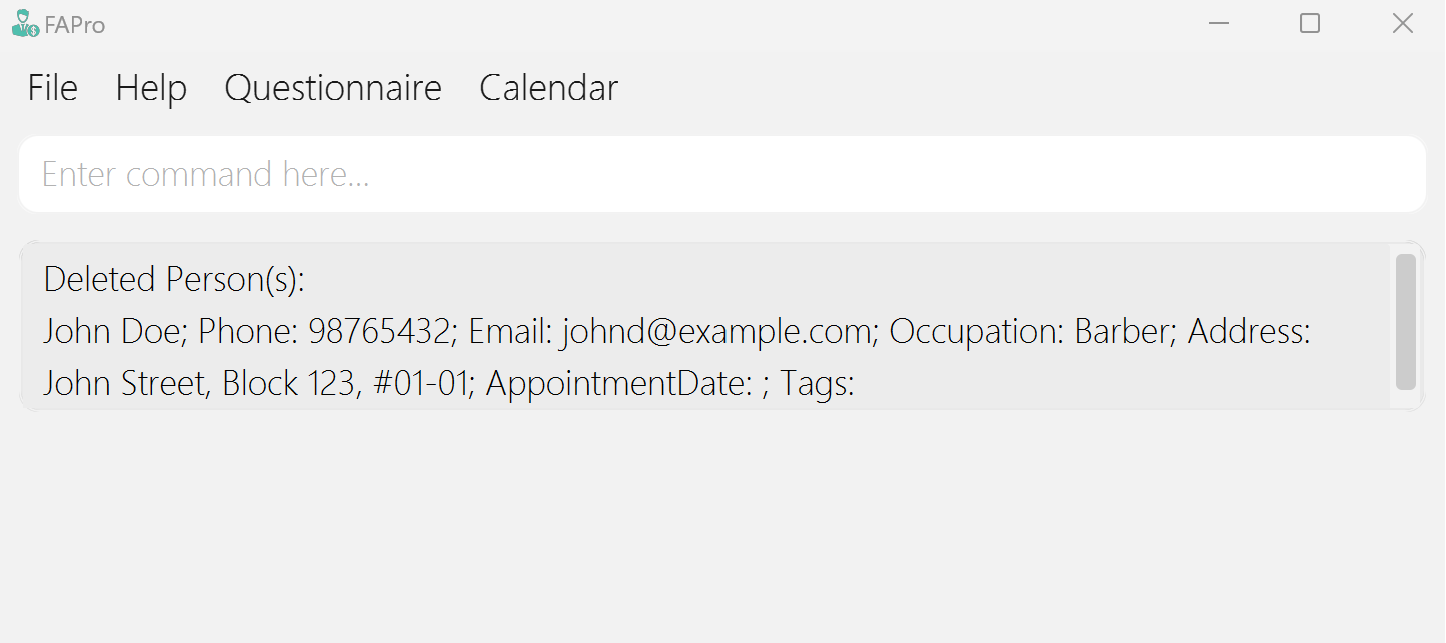 FAPro
File Help Questionnaire Calendar
Enter command here...
Deleted Person(s):
John Doe; Phone: 98765432; Email: johnd@example.com; Occupation: Barber; Address:
John Street, Block 123, #01-01; AppointmentDate: ; Tags: